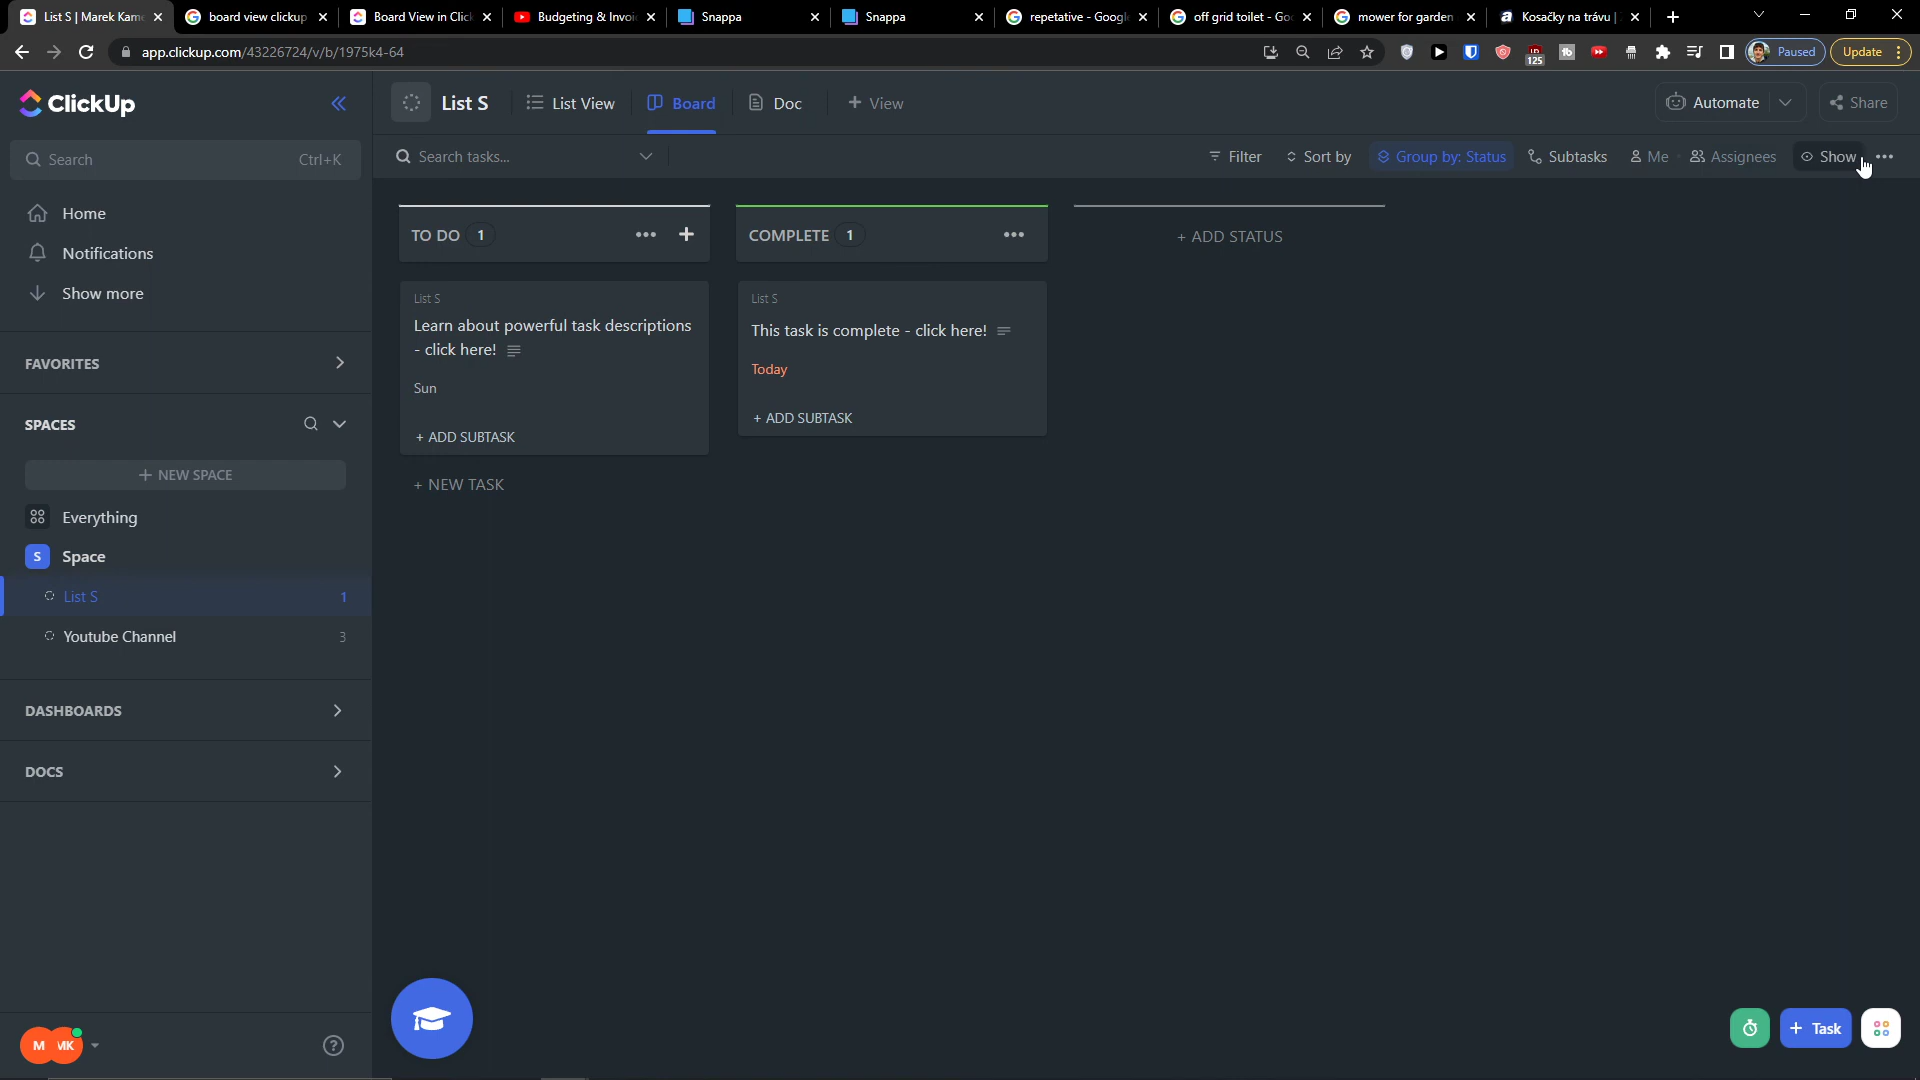 List S | Marek Kam
board view clickup
Board View in Click
Budgeting & Invoi
Snappa
Snappa
repetative - Google
off grid toilet - Go
mower for garden
Kosačky na trávu |
app.clickup.com/43226724/v/b/1975k4-64
125
Paused
Update
ClickUp
List S
List View
Board
Doc
+ View
Automate
Share
Search
Ctrl+K
Search tasks...
Filter
Sort by
Group by: Status
Subtasks
Me
Assignees
Show
Home
Notifications
Show more
FAVORITES
SPACES
+ NEW SPACE
Everything
S Space
List S 1
Youtube Channel 3
DASHBOARDS
DOCS
M MK
?
TO DO 1
List S
Learn about powerful task descriptions
- click here!
Sun
+ ADD SUBTASK
+ NEW TASK
COMPLETE 1
List S
This task is complete - click here!
Today
+ ADD SUBTASK
+ ADD STATUS
+ Task